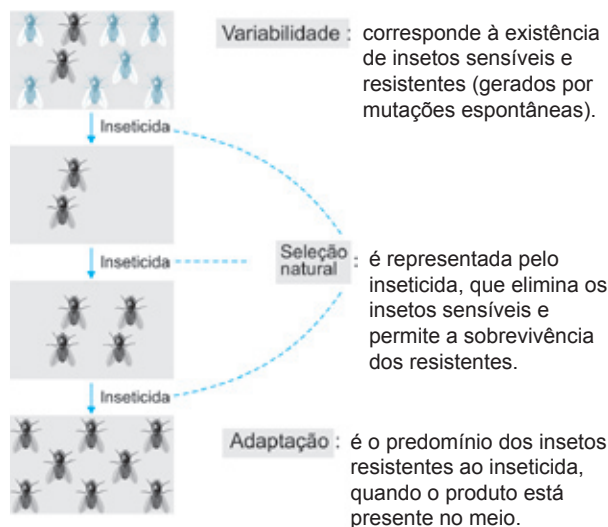 Variabilidade : corresponde à existência
de insetos sensíveis e
resistentes (gerados por
mutações espontâneas).
Inseticida
Inseticida
Seleção
natural : é representada pelo
inseticida, que elimina os
insetos sensíveis e
permite a sobrevivência
dos resistentes.
Inseticida
Adaptação : é o predomínio dos insetos
resistentes ao inseticida,
quando o produto está
presente no meio.